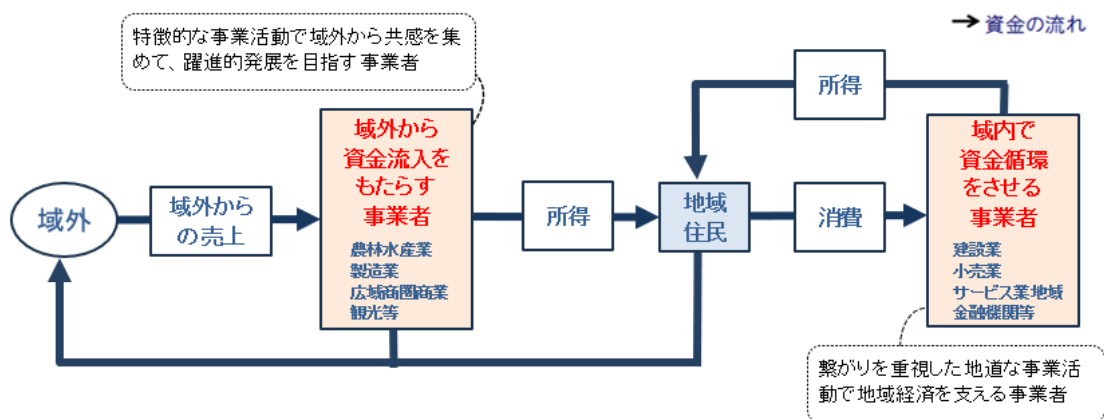 特徴的な事業活動で域外から共感を集
めて、躍進的発展を目指す事業者
→ 資金の流れ
所得
域外から
資金流入を
もたらす
事業者
農林水産業
製造業
広域商圏商業
観光等
域内で
資金循環
をさせる
事業者
建設業
小売業
サービス業地域
金融機関等
域外
域外から
の売上
所得
地域
住民
消費
繋がりを重視した地道な事業活
動で地域経済を支える事業者